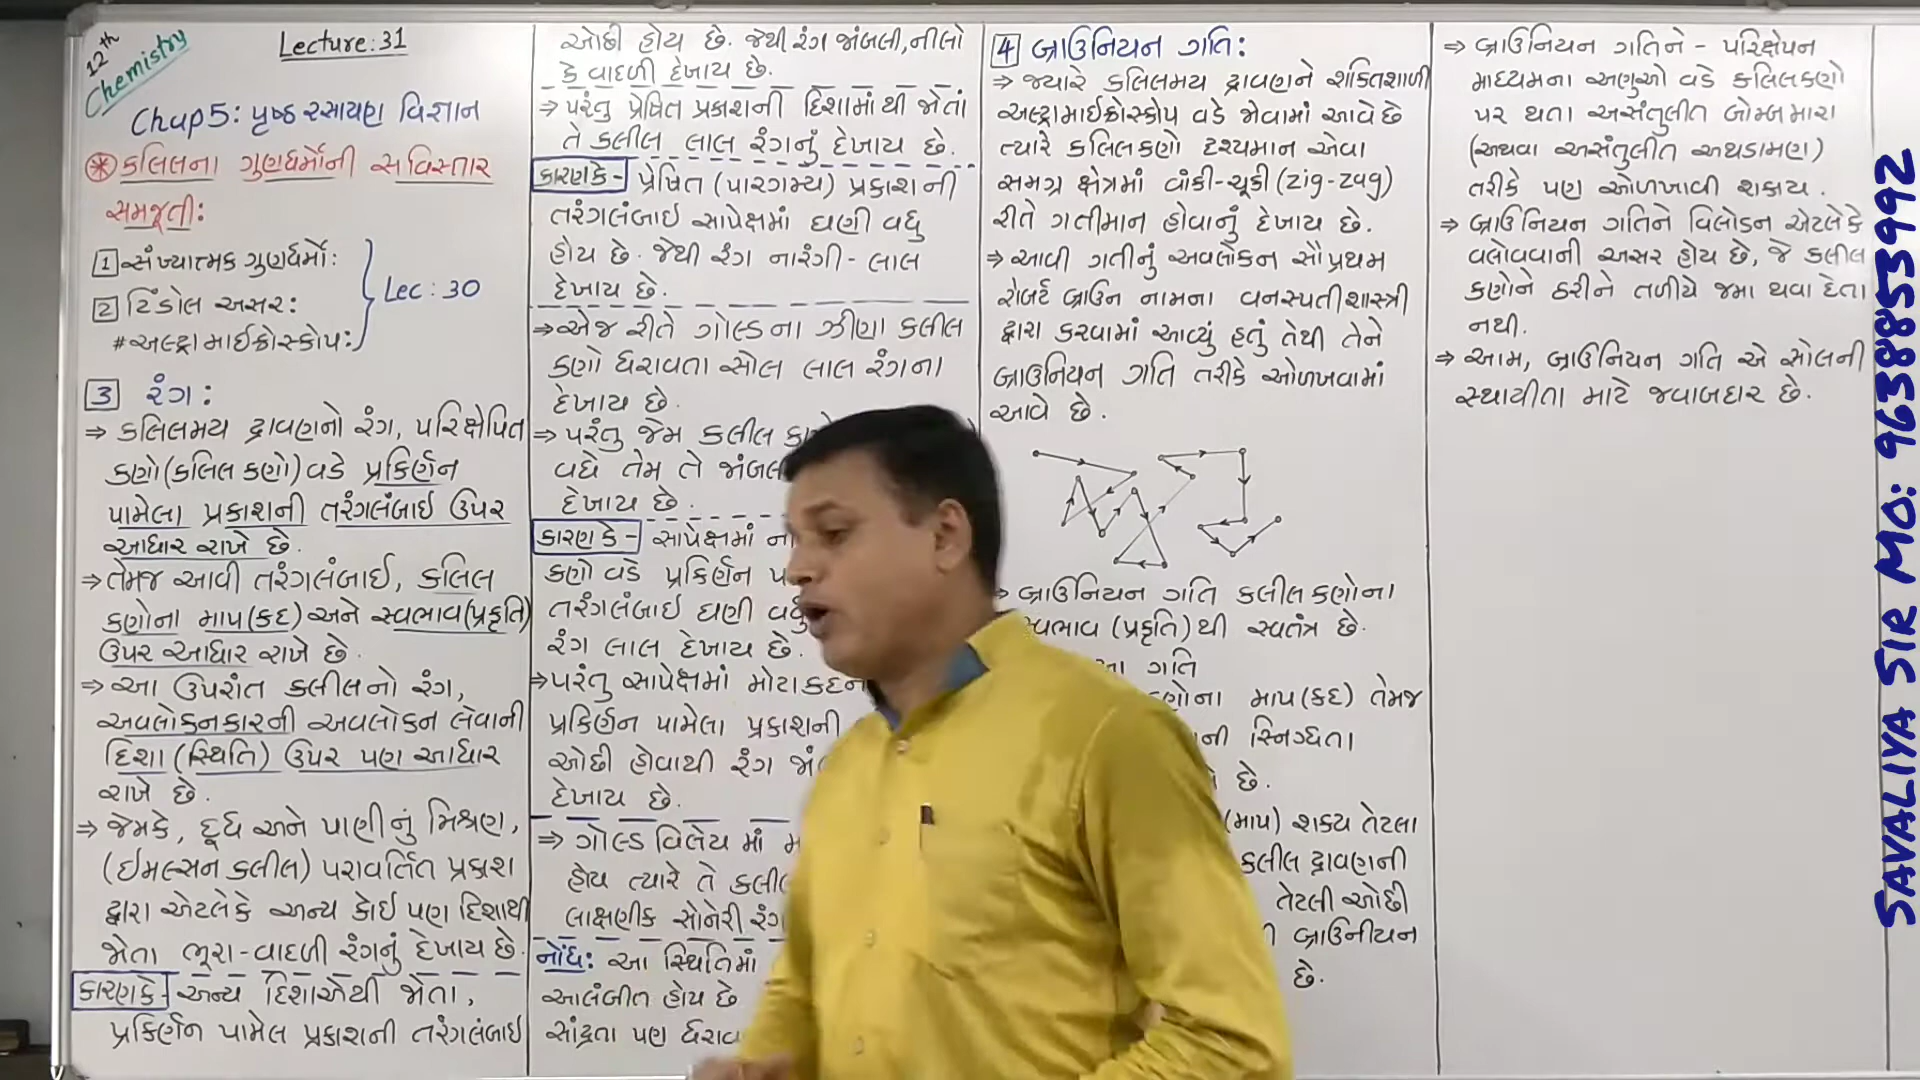 12th
Chemistry
Lecture:31
Chap5: પૃષ્ઠ રસાયણ વિજ્ઞાન
* કલિલના ગુણધર્મોની સવિસ્તાર
સમજૂતી:
1 સંખ્યાત્મક ગુણધર્મો:
2 ટિંડોલ અસર:
#અલ્ટ્રામાઈક્રોસ્કોપ:
Lec: 30
3 રંગ:
⇒ કલિલમય દ્રાવણનો રંગ, પરિક્ષેપિત
કણો(કલિલ કણો)વડે પ્રકિર્ણન
પામેલા પ્રકાશની તરંગલંબાઈ ઉપર
આધાર રાખે છે.
⇒ તેમજ આવી તરંગલંબાઈ, કલિલ
કણોના માપ(કદ) અને સ્વભાવ(પ્રકૃતિ)
ઉપર આધાર રાખે છે.
⇒ આ ઉપરાંત કલીલનો રંગ,
અવલોકનકારની અવલોકન લેવાની
દિશા (સ્થિતિ) ઉપર પણ આધાર
રાખે છે.
⇒ જેમકે, દૂધ અને પાણીનું મિશ્રણ,
(ઈમલ્સન કલીલ) પરાવર્તિત પ્રકાશ
દ્વારા એટલેકે અન્ય કોઈ પણ દિશાથી
જોતા ભૂરા-વાદળી રંગનું દેખાય છે.
કારણકે- અન્ય દિશાએથી જોતા,
પ્રકિર્ણન પામેલ પ્રકાશની તરંગલંબાઈ
ઓછી હોય છે. જેથી રંગ જાંબલી,નીલો
કે વાદળી દેખાય છે.
⇒ પરંતુ પ્રેષિત પ્રકાશની દિશામાંથી જોતાં
તે કલીલ લાલ રંગનું દેખાય છે.
કારણકે- પ્રેષિત (પારગમ્ય) પ્રકાશની
તરંગલંબાઈ સાપેક્ષમાં ઘણી વધુ
હોય છે. જેથી રંગ નારંગી-લાલ
દેખાય છે.
⇒ એજ રીતે ગોલ્ડના ઝીણા કલીલ
કણો ધરાવતા સોલ લાલ રંગના
દેખાય છે.
⇒ પરંતુ જેમ કલીલ
વધે તેમ તે
દેખાય છે.
કારણ કે- સાપેક્ષમાં
કણો વડે પ્રકિર્ણન
તરંગલંબાઈ ઘણી વધુ
રંગ લાલ દેખાય છે.
⇒ પરંતુ સાપેક્ષમાં મોટા
પ્રકિર્ણન પામેલા પ્રકાશની
ઓછી હોવાથી રંગ
દેખાય છે.
⇒ ગોલ્ડ વિલેય માં
હોય ત્યારે તે
લાક્ષણીક સોનેરી રંગ
નોંધ: આ સ્થિતિમાં
આલંબીત હોય છે
સાંદ્રતા પણ
4 બ્રાઉનિયન ગતિ:
⇒ જ્યારે કલિલમય દ્રાવણને શક્તિશાળી
અલ્ટ્રામાઈક્રોસ્કોપ વડે જોવામાં આવે છે
ત્યારે કલિલકણો દ્રશ્યમાન એવા
સમગ્ર ક્ષેત્રમાં વાંકી-ચૂકી(zig-zag)
રીતે ગતીમાન હોવાનું દેખાય છે.
⇒ આવી ગતીનું અવલોકન સૌ પ્રથમ
રોબર્ટ બ્રાઉન નામના વનસ્પતીશાસ્ત્રી
દ્વારા કરવામાં આવ્યું હતું તેથી તેને
બ્રાઉનિયન ગતિ તરીકે ઓળખવામાં
આવે છે.
બ્રાઉનિયન ગતિ કલીલકણોના
સ્વભાવ (પ્રકૃતિ)થી સ્વતંત્ર છે.
ગતિ
માપ(કદ) તેમજ
સ્નિગ્ધતા
છે.
(માપ) શક્ય તેટલા
કલીલ દ્રાવણની
તેટલી ઓછી
બ્રાઉનીયન
છે.
⇒ બ્રાઉનિયન ગતિને - પરિક્ષેપન
માધ્યમના અણુઓ વડે કલિલકણો
પર થતા અસંતુલીત બોમ્બમારા
(અથવા અસંતુલીત અથડામણ)
તરીકે પણ ઓળખાવી શકાય.
⇒ બ્રાઉનિયન ગતિને વિલોડન એટલેકે
વલોવવાની અસર હોય છે, જે કલીલ
કણોને ઠરીને તળીયે જમા થવા દેતા
નથી.
⇒ આમ, બ્રાઉનિયન ગતિ એ સોલની
સ્થાયીતા માટે જવાબદાર છે.
SAVALIYA SIR MO: 9638853992